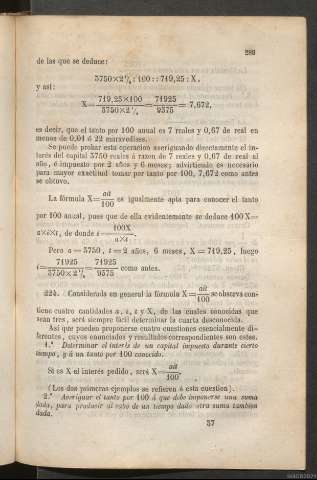 289
de las que se deduce:
3750×2½ : 100 :: 719,25 : X,
y así:
X= 719,25×100 / 3750×2½ = 71925 / 9375 =7,672,
es decir, que el tanto por 100 anual es 7 reales y 0,67 de real en
menos de 0,01 ó 22 maravedises.
Se puede probar esta operacion averiguando directamente el in-
terés del capital 3750 reales á razon de 7 reales y 0,67 de real al
año, é impuesto por 2 años y 6 meses; advirtiendo es necesario
para mayor exactitud tomar por tanto por 100, 7,672 como antes
se obtuvo.
La fórmula X= ait / 100 es igualmente apta para conocer el tanto
por 100 anual, pues que de ella evidentemente se deduce 100 X=
a×i×t, de donde i= 100X / a×t.
Pero a=3750, t=2 años, 6 meses, X=719,25, luego
i= 71925 / 3750×2½ = 71925 / 9375 como antes.
224. Considerada en general la fórmula X= ait / 100 se observa con-
tiene cuatro cantidades a, i, t y X, de las cuales conocidas que
sean tres, será siempre fácil determinar la cuarta desconocida.
Así que puedan proponerse cuatro cuestiones esencialmente di-
ferentes, cuyos enunciados y resultados correspondientes son estos.
1.ª Determinar el interés de un capital impuesto durante cierto
tiempo, y á un tanto por 100 conocido.
Si es X el interés pedido, será X= ait / 100.
(Los dos primeros ejemplos se refieren á esta cuestion).
2.ª Averiguar el tanto por 100 á que debe imponerse una suma
dada, para producir al cabo de un tiempo dado otra suma tambien
dada.
37